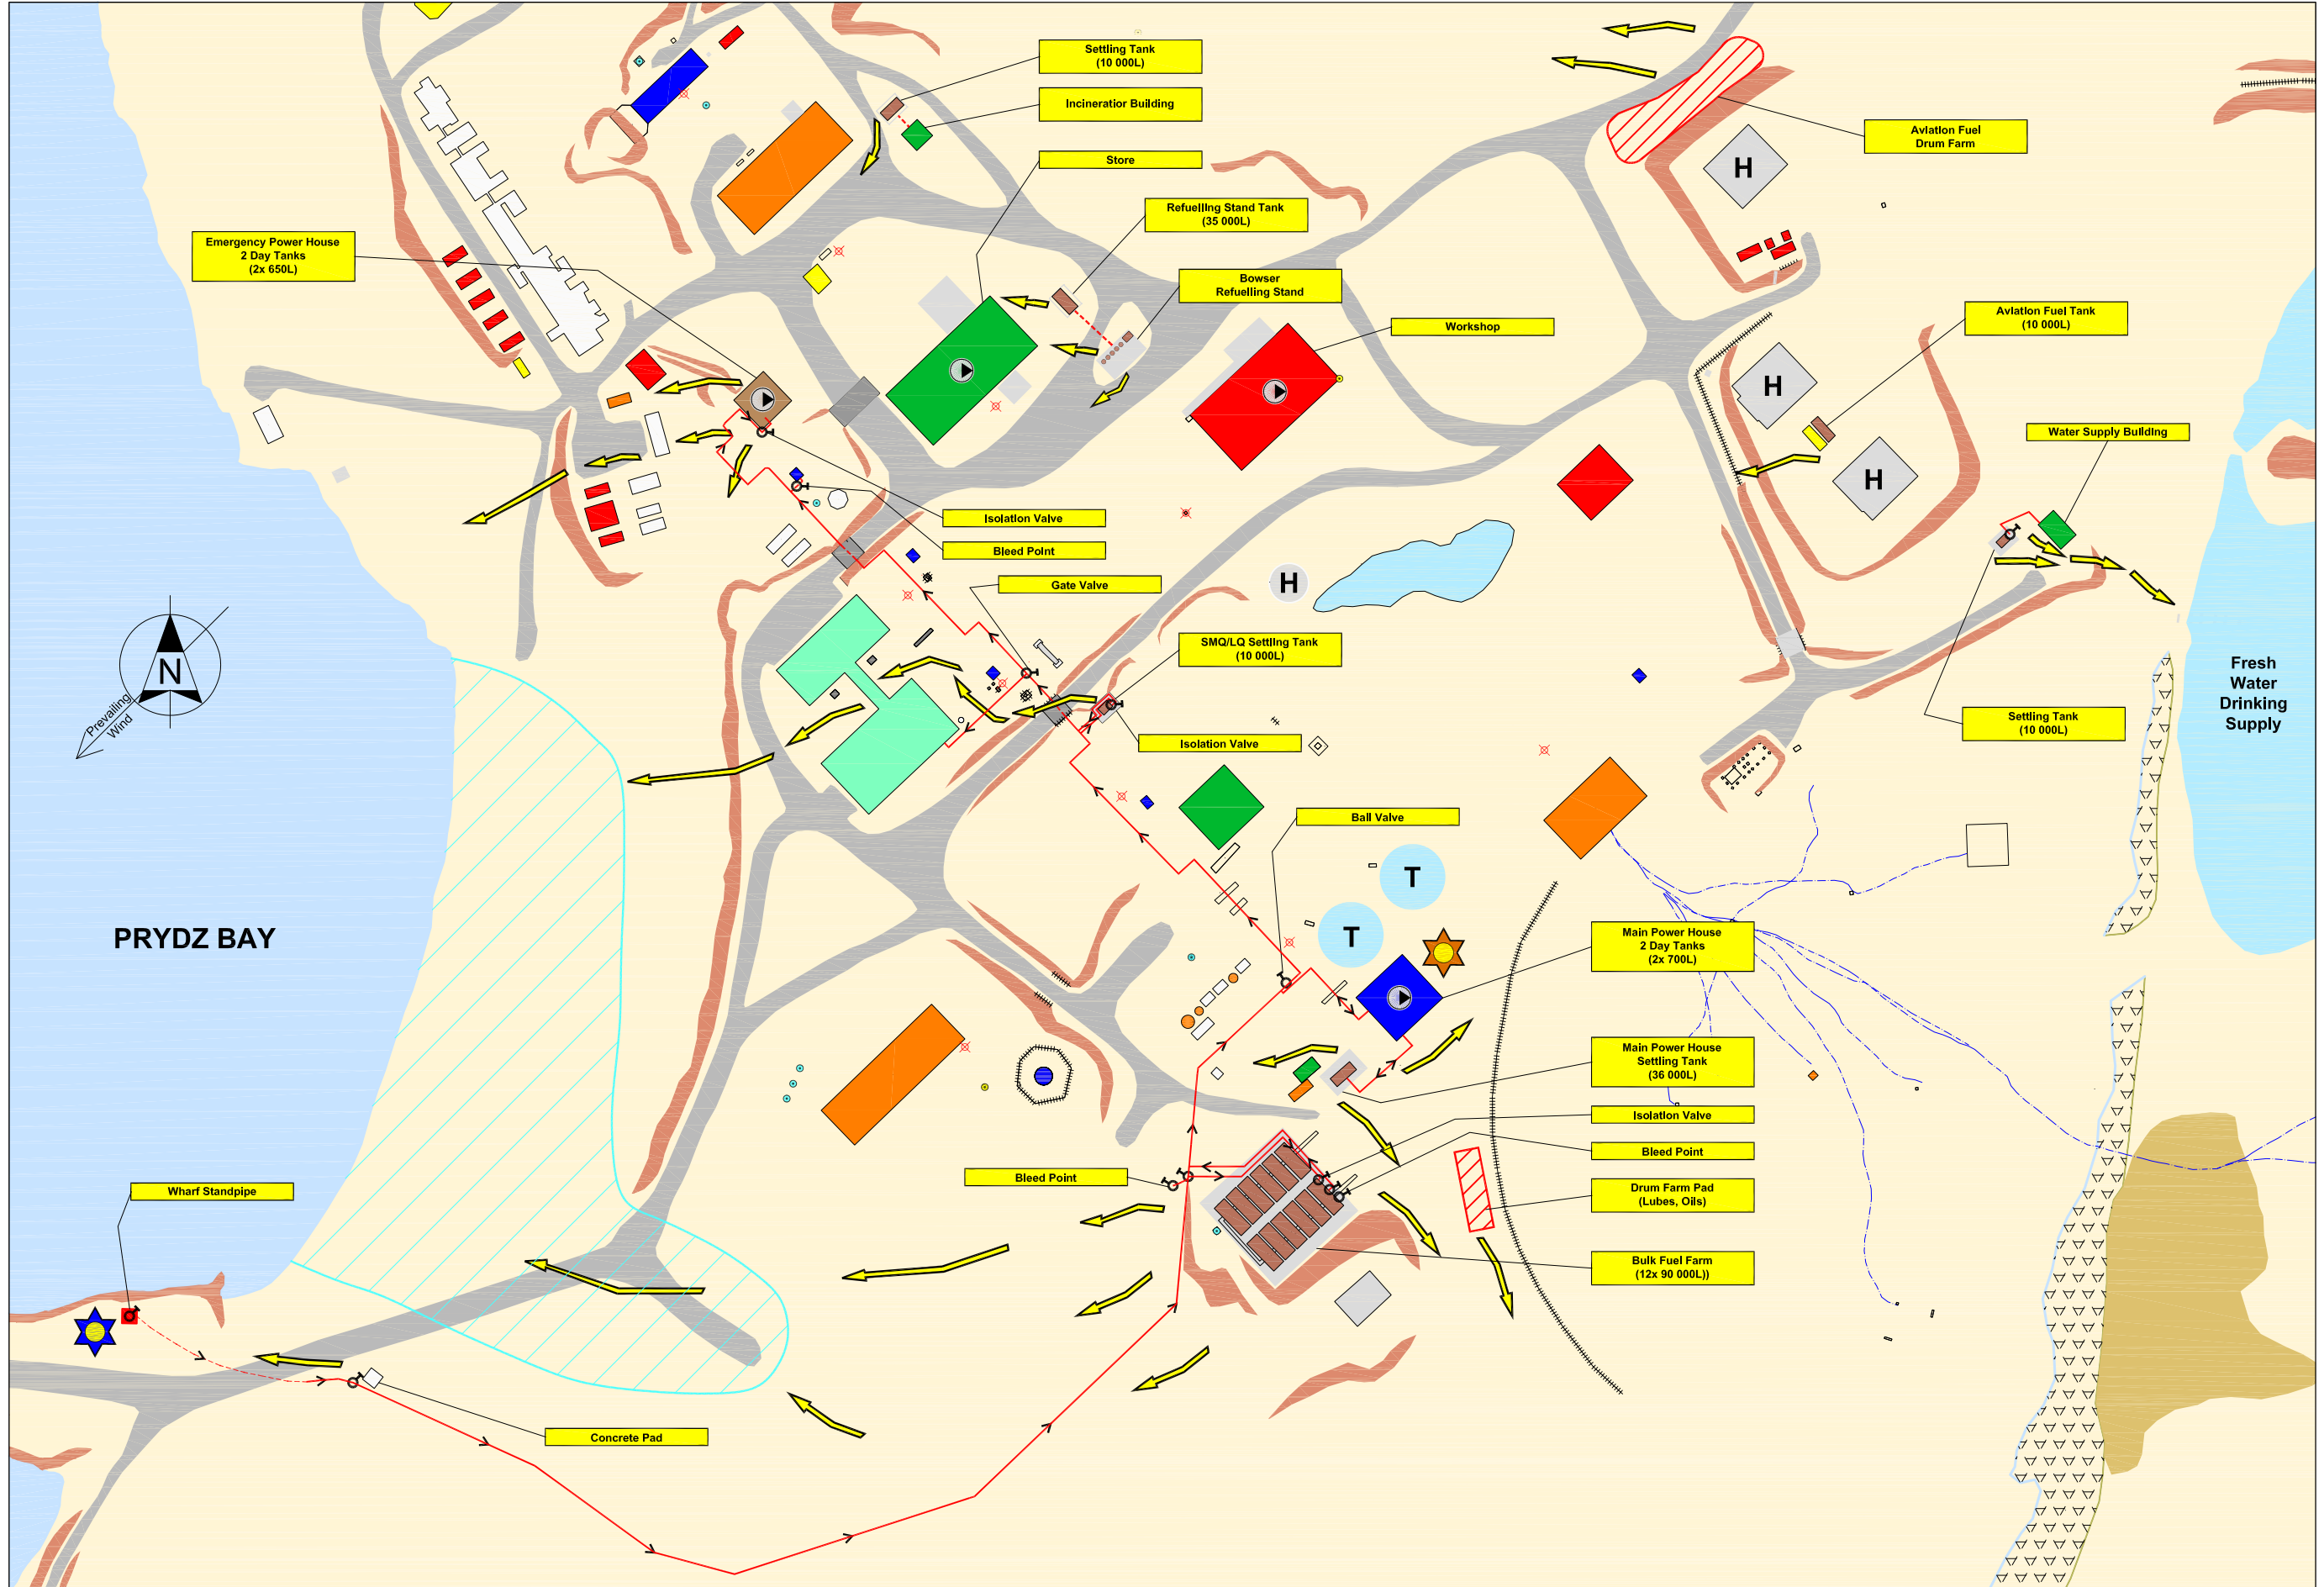 Settling Tank
(10 000L)
Incineratior Building
Store
Aviation Fuel
Drum Farm
H
Refuelling Stand Tank
(35 000L)
Emergency Power House
2 Day Tanks
(2x 650L)
Bowser
Refuelling Stand
Workshop
Aviation Fuel Tank
(10 000L)
H
Water Supply Building
H
Isolation Valve
Bleed Point
Gate Valve
H
SMQ/LQ Settling Tank
(10 000L)
N
Prevailing
Wind
Fresh
Water
Drinking
Supply
Settling Tank
(10 000L)
Isolation Valve
Ball Valve
T
T
PRYDZ BAY
Main Power House
2 Day Tanks
(2x 700L)
Main Power House
Settling Tank
(36 000L)
Isolation Valve
Bleed Point
Bleed Point
Drum Farm Pad
(Lubes, Oils)
Wharf Standpipe
Bulk Fuel Farm
(12x 90 000L))
Concrete Pad